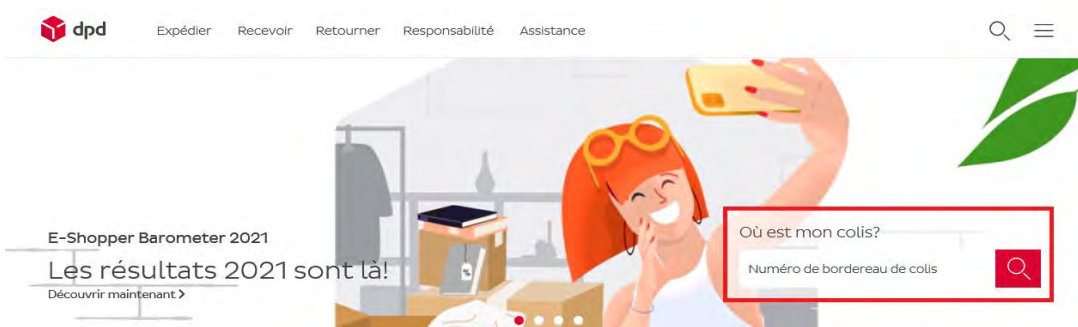 dpd
Expédier Recevoir Retourner Responsabilité Assistance
E-Shopper Barometer 2021
Les résultats 2021 sont là!
Découvrir maintenant >
Où est mon colis?
Numéro de bordereau de colis